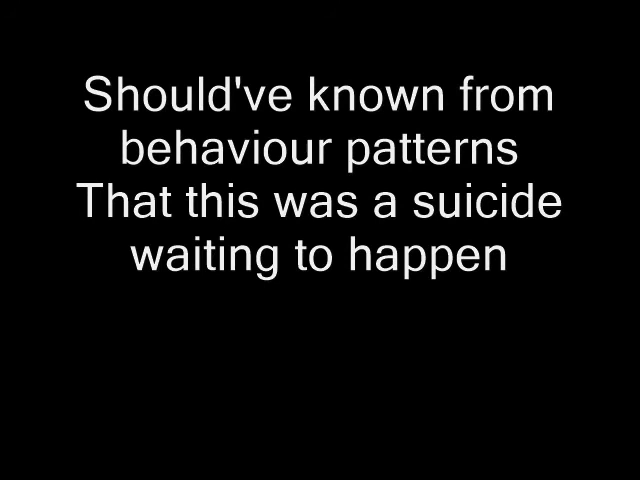 Should've known from
behaviour patterns
That this was a suicide
waiting to happen